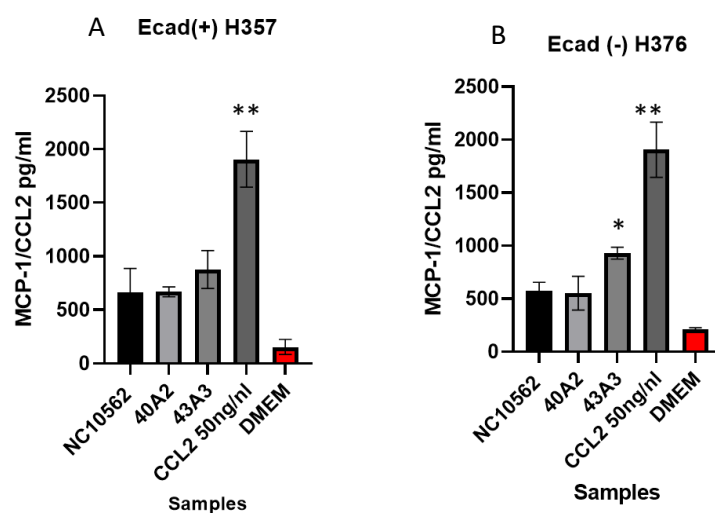 A
Ecad(+) H357
MCP-1/CCL2 pg/ml
2500
2000
1500
1000
500
0
**
NC10562
40A2
43A3
CCL2 50ng/nl
DMEM
Samples
B
Ecad (-) H376
MCP-1/CCL2 pg/ml
2500
2000
1500
1000
500
0
*
**
NC10562
40A2
43A3
CCL2 50ng/nl
DMEM
Samples